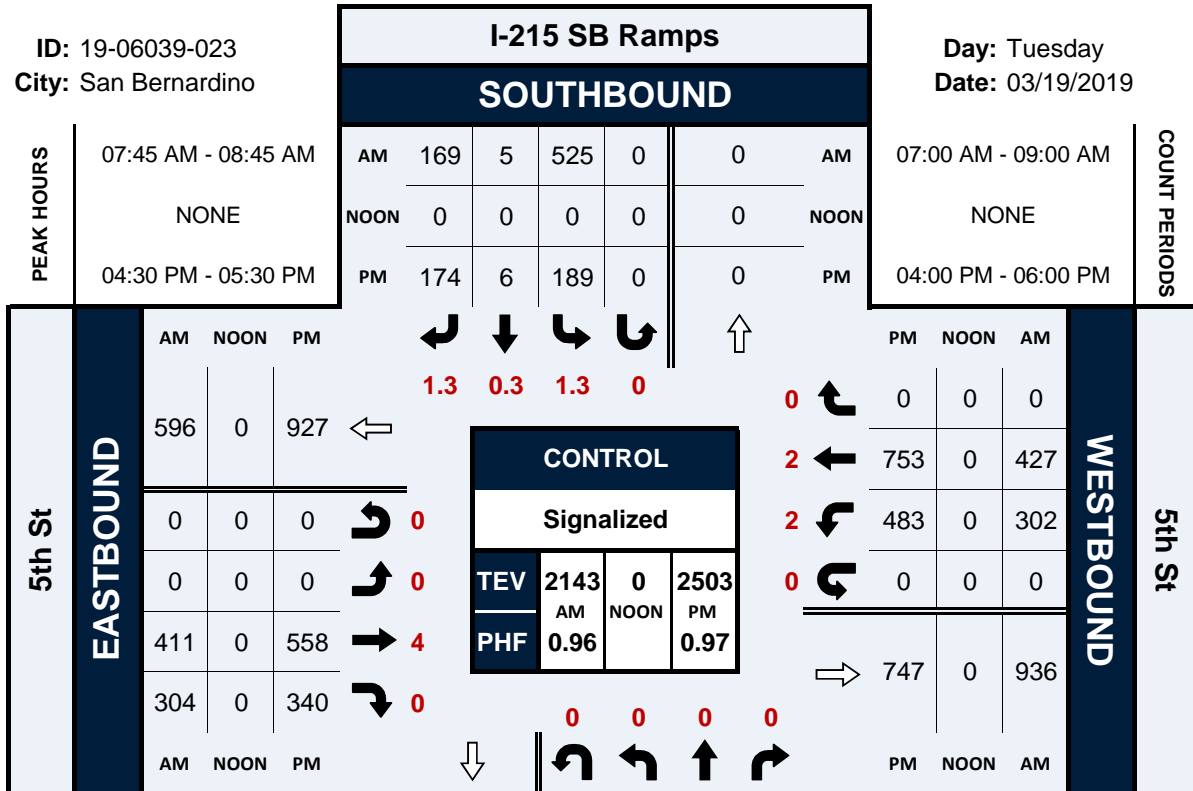 ID: 19-06039-023
City: San Bernardino
I-215 SB Ramps
SOUTHBOUND
Day: Tuesday
Date: 03/19/2019
PEAK HOURS
07:45 AM - 08:45 AM
NONE
04:30 PM - 05:30 PM
AM 169 5 525 0 0 AM
NOON 0 0 0 0 0 NOON
PM 174 6 189 0 0 PM
07:00 AM - 09:00 AM
NONE
04:00 PM - 06:00 PM
COUNT PERIODS
1.3 0.3 1.3 0
5th St
EASTBOUND
AM NOON PM
596 0 927
0 0 0 0
0 0 0 0
411 0 558 4
304 0 340 0
AM NOON PM
CONTROL
Signalized
TEV 2143 0 2503
AM NOON PM
PHF 0.96 0.97
PM NOON AM
0 0 0 0
2 753 0 427
2 483 0 302
0 0 0 0
747 0 936
PM NOON AM
WESTBOUND
5th St
0 0 0 0